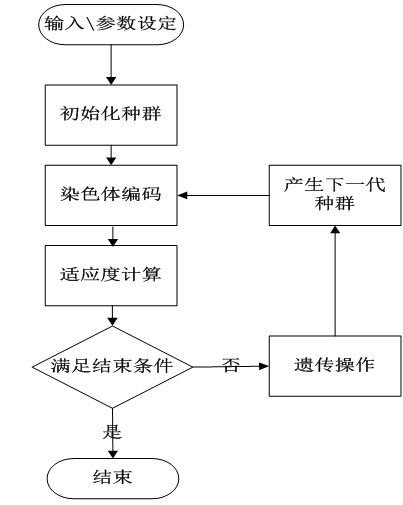 输入\参数设定
初始化种群
染色体编码
产生下一代
种群
适应度计算
满足结束条件
否
遗传操作
是
结束